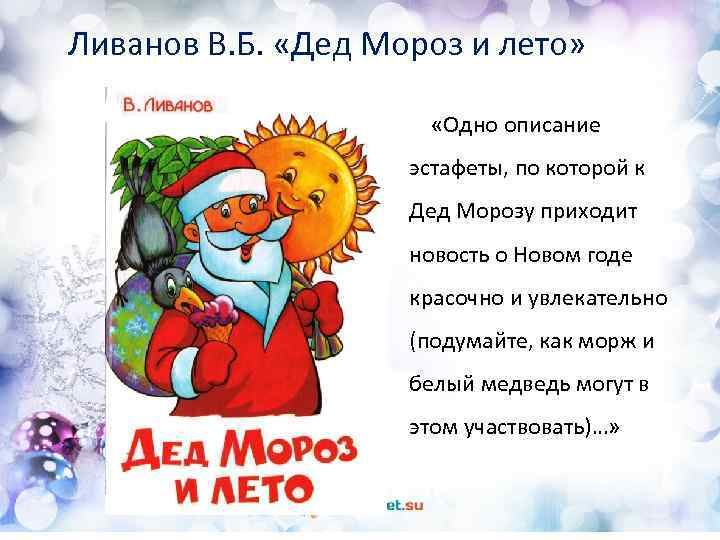 Ливанов В. Б. «Дед Мороз и лето»
В. Ливанов
«Одно описание
эстафеты, по которой к
Дед Морозу приходит
новость о Новом годе
красочно и увлекательно
(подумайте, как морж и
белый медведь могут в
этом участвовать)…»
Дед Мороз
и лето
et.su